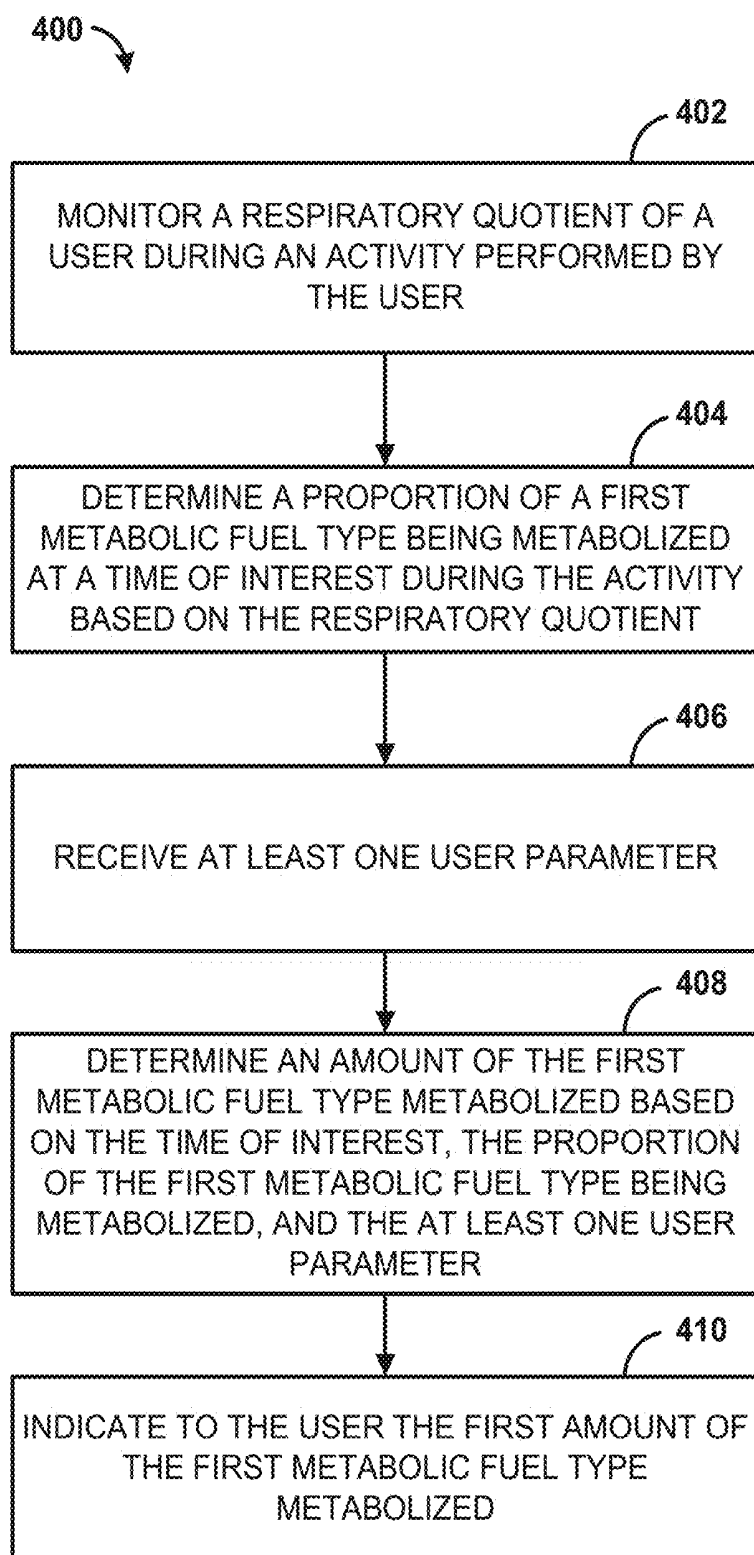 400
402
MONITOR A RESPIRATORY QUOTIENT OF A
USER DURING AN ACTIVITY PERFORMED BY
THE USER
404
DETERMINE A PROPORTION OF A FIRST
METABOLIC FUEL TYPE BEING METABOLIZED
AT A TIME OF INTEREST DURING THE ACTIVITY
BASED ON THE RESPIRATORY QUOTIENT
406
RECEIVE AT LEAST ONE USER PARAMETER
408
DETERMINE AN AMOUNT OF THE FIRST
METABOLIC FUEL TYPE METABOLIZED BASED
ON THE TIME OF INTEREST, THE PROPORTION
OF THE FIRST METABOLIC FUEL TYPE BEING
METABOLIZED, AND THE AT LEAST ONE USER
PARAMETER
410
INDICATE TO THE USER THE FIRST AMOUNT OF
THE FIRST METABOLIC FUEL TYPE
METABOLIZED